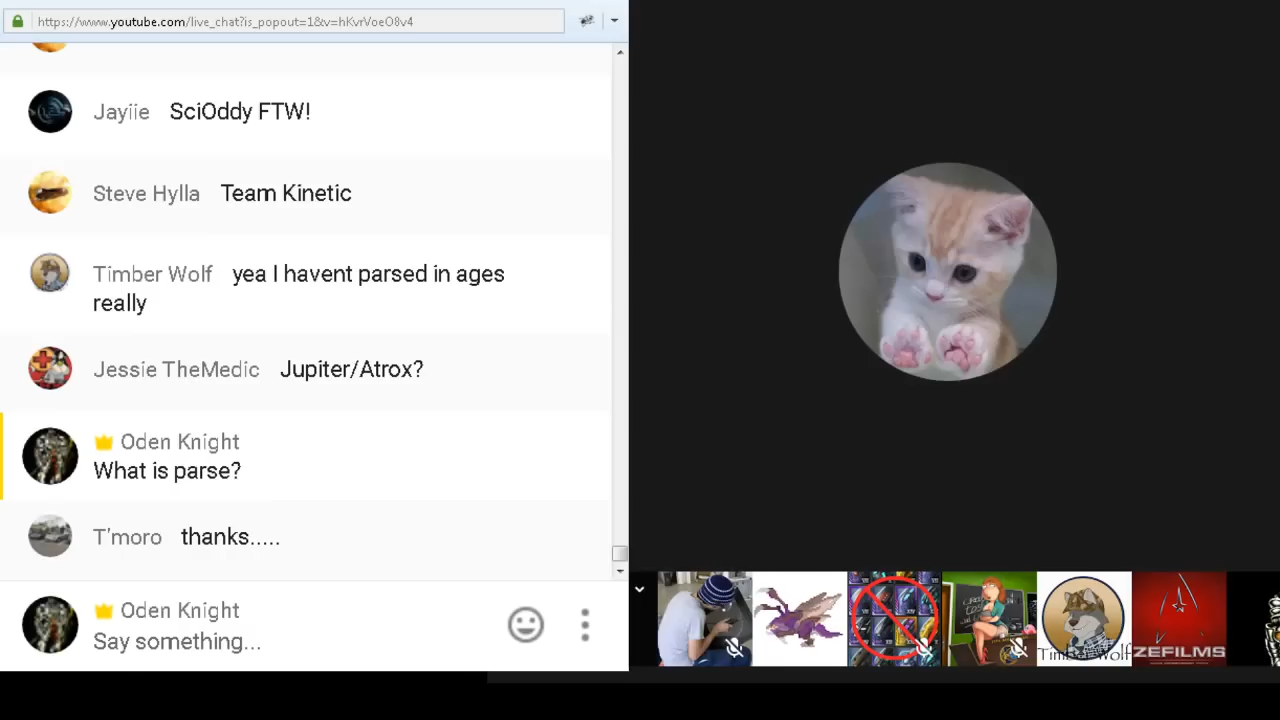 https://www.youtube.com/live_chat?is_popout=1&v=hKvrVoeO8v4
Jayiie SciOddy FTW!
Steve Hylla Team Kinetic
Timber Wolf yea I havent parsed in ages
really
Jessie TheMedic Jupiter/Atrox?
Oden Knight
What is parse?
T'moro thanks.....
Oden Knight
Say something...
Timber Wolf
ZEFILMS